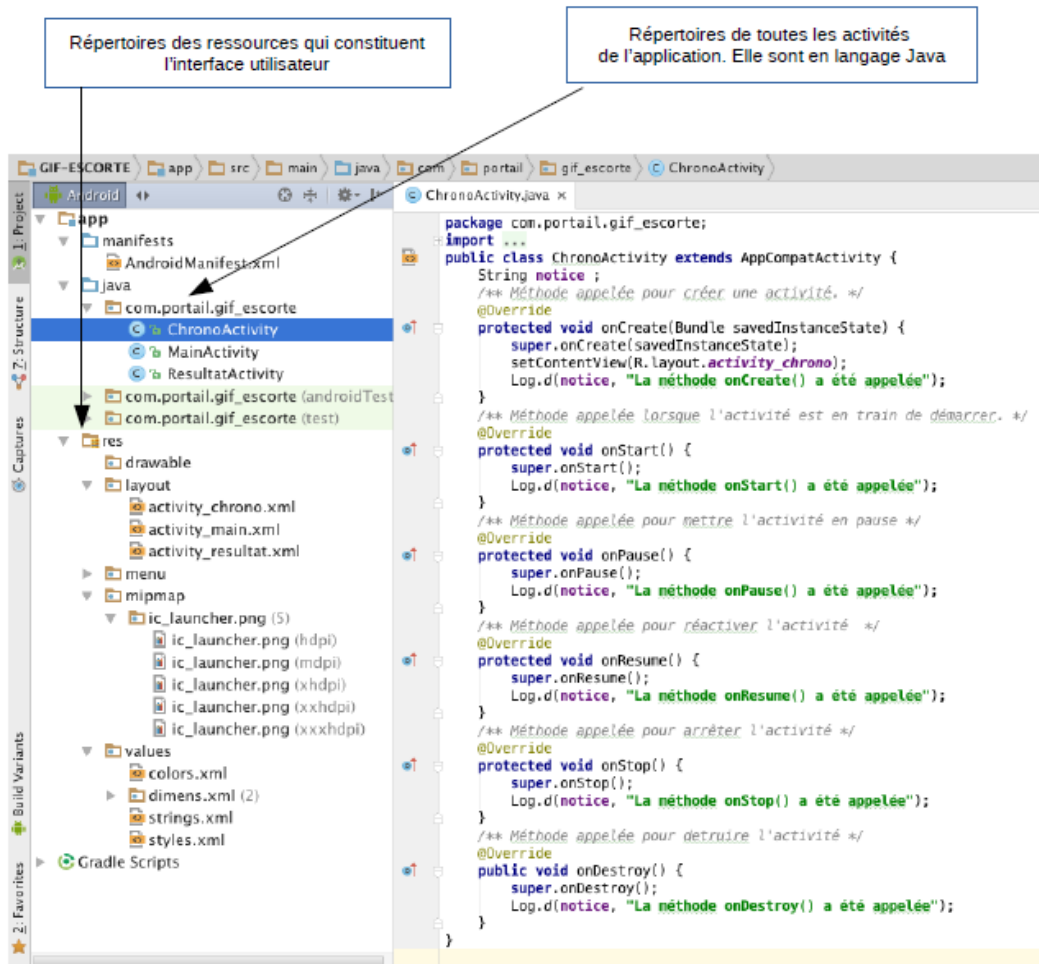 Répertoires des ressources qui constituent
l'interface utilisateur
Répertoires de toutes les activités
de l'application. Elle sont en langage Java
GIF-ESCORTE app src main java com portail gif_escorte ChronoActivity
Android
ChronoActivity.java ×
1: Project
Z: Structure
Captures
Build Variants
2: Favorites
app
manifests
AndroidManifest.xml
java
com.portail.gif_escorte
ChronoActivity
MainActivity
ResultatActivity
com.portail.gif_escorte (androidTest
com.portail.gif_escorte (test)
res
drawable
layout
activity_chrono.xml
activity_main.xml
activity_resultat.xml
menu
mipmap
ic_launcher.png (5)
ic_launcher.png (hdpi)
ic_launcher.png (mdpi)
ic_launcher.png (xhdpi)
ic_launcher.png (xxhdpi)
ic_launcher.png (xxxhdpi)
values
colors.xml
dimens.xml (2)
strings.xml
styles.xml
Gradle Scripts
package com.portail.gif_escorte;
import ...
public class ChronoActivity extends AppCompatActivity {
String notice ;
/** Méthode appelée pour créer une activité. */
@Override
protected void onCreate(Bundle savedInstanceState) {
super.onCreate(savedInstanceState);
setContentView(R.layout.activity_chrono);
Log.d(notice, "La méthode onCreate() a été appelée");
}
/** Méthode appelée lorsque l'activité est en train de démarrer. */
@Override
protected void onStart() {
super.onStart();
Log.d(notice, "La méthode onStart() a été appelée");
}
/** Méthode appelée pour mettre l'activité en pause */
@Override
protected void onPause() {
super.onPause();
Log.d(notice, "La méthode onPause() a été appelée");
}
/** Méthode appelée pour réactiver l'activité */
@Override
protected void onResume() {
super.onResume();
Log.d(notice, "La méthode onResume() a été appelée");
}
/** Méthode appelée pour arrêter l'activité */
@Override
protected void onStop() {
super.onStop();
Log.d(notice, "La méthode onStop() a été appelée");
}
/** Méthode appelée pour detruire l'activité */
@Override
public void onDestroy() {
super.onDestroy();
Log.d(notice, "La méthode onDestroy() a été appelée");
}
}